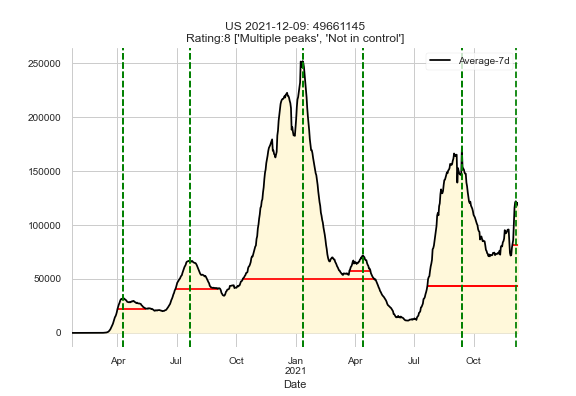 US 2021-12-09: 49661145
Rating:8 ['Multiple peaks', 'Not in control']
Average-7d
250000
200000
150000
100000
50000
0
Apr Jul Oct Jan Apr Jul Oct
2021
Date